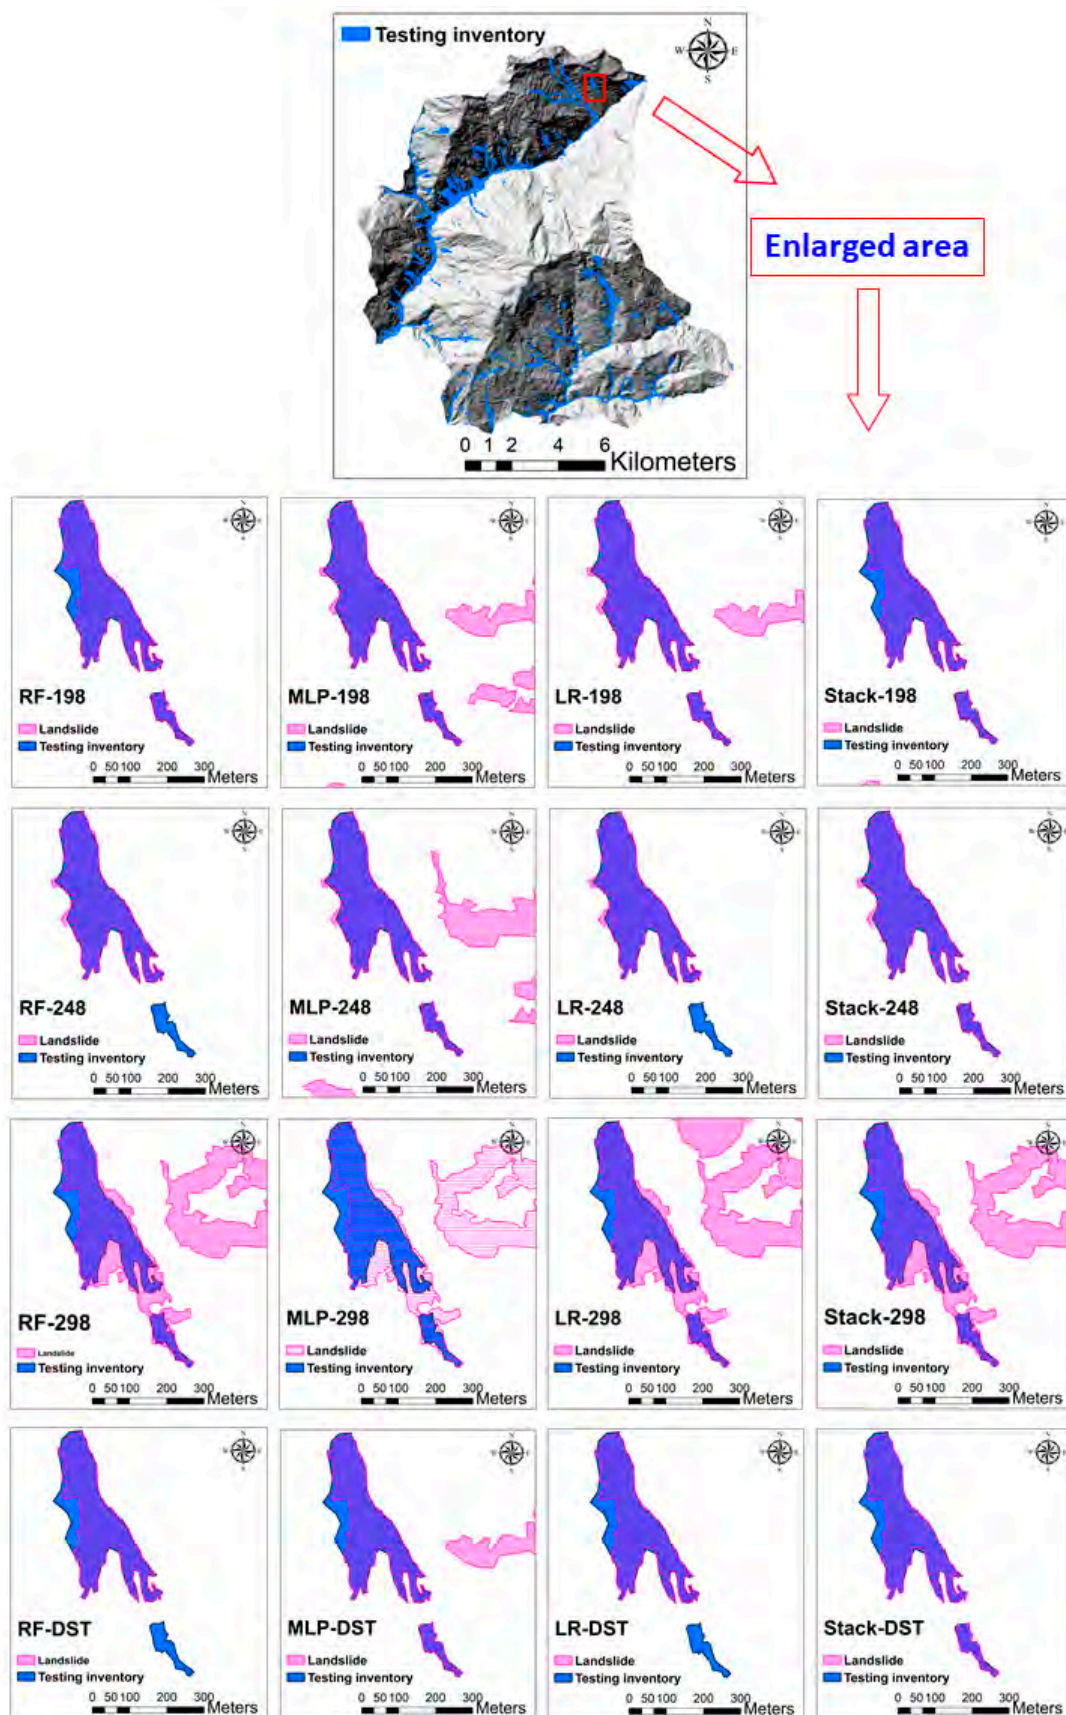 Testing inventory
N
W E
S
Enlarged area
0 1 2 4 6
Kilometers
RF-198
Landslide
Testing inventory
0 50 100 200 300
Meters
MLP-198
Landslide
Testing inventory
0 50 100 200 300
Meters
LR-198
Landslide
Testing inventory
0 50 100 200 300
Meters
Stack-198
Landslide
Testing inventory
0 50 100 200 300
Meters
RF-248
Landslide
Testing inventory
0 50 100 200 300
Meters
MLP-248
Landslide
Testing inventory
0 50 100 200 300
Meters
LR-248
Landslide
Testing inventory
0 50 100 200 300
Meters
Stack-248
Landslide
Testing inventory
0 50 100 200 300
Meters
RF-298
Landslide
Testing inventory
0 50 100 200 300
Meters
MLP-298
Landslide
Testing inventory
0 50 100 200 300
Meters
LR-298
Landslide
Testing inventory
0 50 100 200 300
Meters
Stack-298
Landslide
Testing inventory
0 50 100 200 300
Meters
RF-DST
Landslide
Testing inventory
0 50 100 200 300
Meters
MLP-DST
Landslide
Testing inventory
0 50 100 200 300
Meters
LR-DST
Landslide
Testing inventory
0 50 100 200 300
Meters
Stack-DST
Landslide
Testing inventory
0 50 100 200 300
Meters